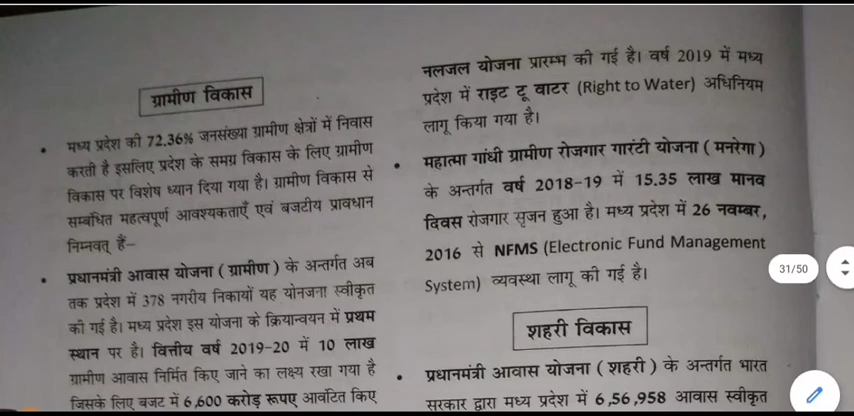 ग्रामीण विकास
• मध्य प्रदेश की 72.36% जनसंख्या ग्रामीण क्षेत्रों में निवास
करती है इसलिए प्रदेश के समग्र विकास के लिए ग्रामीण
विकास पर विशेष ध्यान दिया गया है। ग्रामीण विकास से
सम्बंधित महत्वपूर्ण आवश्यकताएँ एवं बजटीय प्रावधान
निम्नवत् हैं–
• प्रधानमंत्री आवास योजना (ग्रामीण) के अन्तर्गत अब
तक प्रदेश में 378 नगरीय निकायों यह योनजना स्वीकृत
की गई है। मध्य प्रदेश इस योजना के क्रियान्वयन में प्रथम
स्थान पर है। वित्तीय वर्ष 2019-20 में 10 लाख
ग्रामीण आवास निर्मित किए जाने का लक्ष्य रखा गया है
जिसके लिए बजट में 6,600 करोड़ रूपए आवंटित किए
नलजल योजना प्रारम्भ की गई है। वर्ष 2019 में मध्य
प्रदेश में राइट टू वाटर (Right to Water) अधिनियम
लागू किया गया है।
• महात्मा गांधी ग्रामीण रोजगार गारंटी योजना (मनरेगा)
के अन्तर्गत वर्ष 2018-19 में 15.35 लाख मानव
दिवस रोजगार सृजन हुआ है। मध्य प्रदेश में 26 नवम्बर,
2016 से NFMS (Electronic Fund Management
System) व्यवस्था लागू की गई है।
शहरी विकास
• प्रधानमंत्री आवास योजना (शहरी) के अन्तर्गत भारत
सरकार द्वारा मध्य प्रदेश में 6,56,958 आवास स्वीकृत
31/50